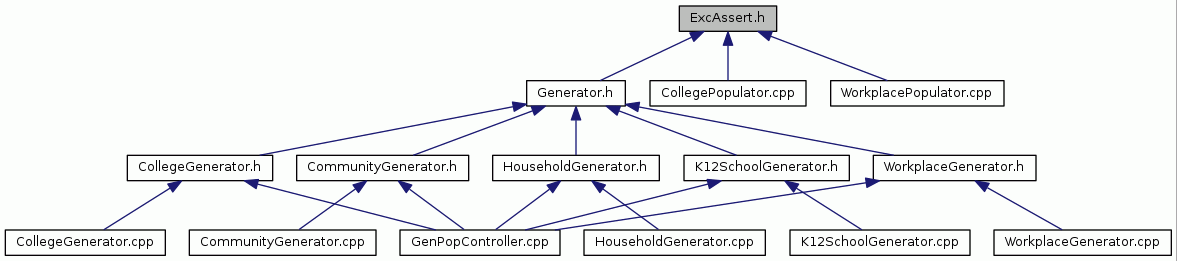 ExcAssert.h
Generator.h
CollegePopulator.cpp
WorkplacePopulator.cpp
CollegeGenerator.h
CommunityGenerator.h
HouseholdGenerator.h
K12SchoolGenerator.h
WorkplaceGenerator.h
CollegeGenerator.cpp
CommunityGenerator.cpp
GenPopController.cpp
HouseholdGenerator.cpp
K12SchoolGenerator.cpp
WorkplaceGenerator.cpp